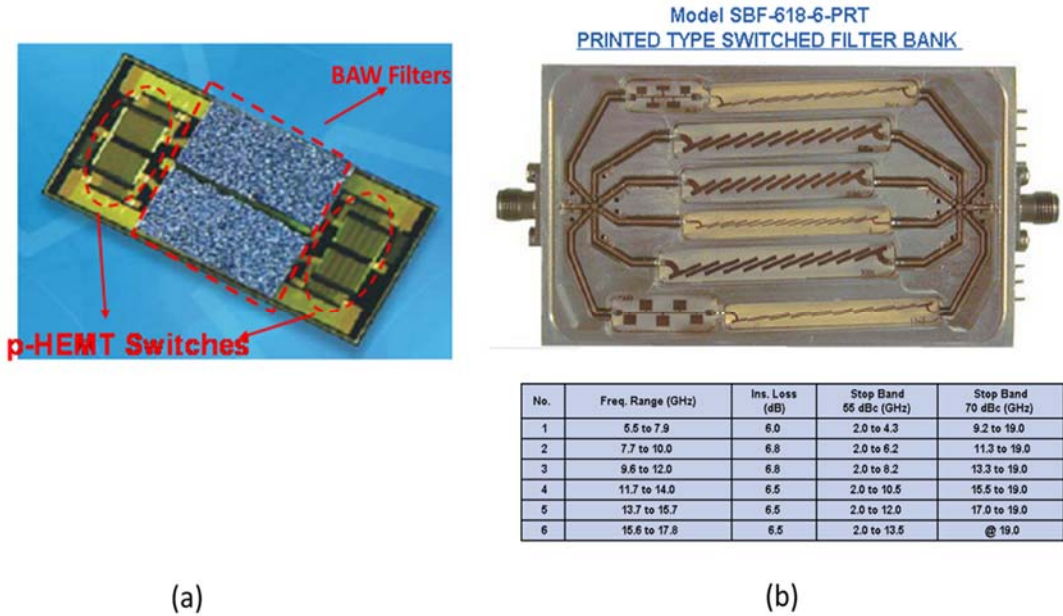 BAW Filters
p-HEMT Switches
(a)
Model SBF-618-6-PRT
PRINTED TYPE SWITCHED FILTER BANK
No. Freq. Range (GHz) Ins. Loss (dB) Stop Band 55 dBc (GHz) Stop Band 70 dBc (GHz)
1 5.5 to 7.9 6.0 2.0 to 4.3 9.2 to 19.0
2 7.7 to 10.0 6.8 2.0 to 6.2 11.3 to 19.0
3 9.6 to 12.0 6.8 2.0 to 8.2 13.3 to 19.0
4 11.7 to 14.0 6.5 2.0 to 10.5 15.5 to 19.0
5 13.7 to 15.7 6.5 2.0 to 12.0 17.0 to 19.0
6 15.6 to 17.8 6.5 2.0 to 13.5 @ 19.0
(b)